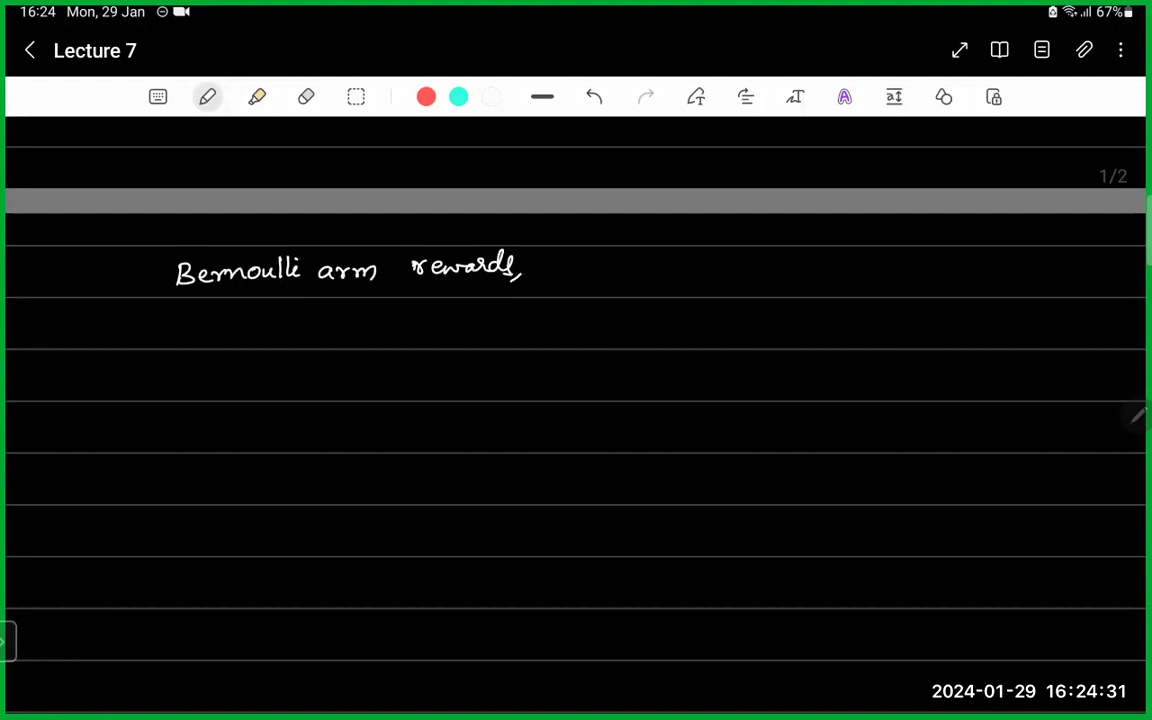 16:24 Mon, 29 Jan 67%
Lecture 7
1/2
Bernoulli arm rewards,
2024-01-29 16:24:31